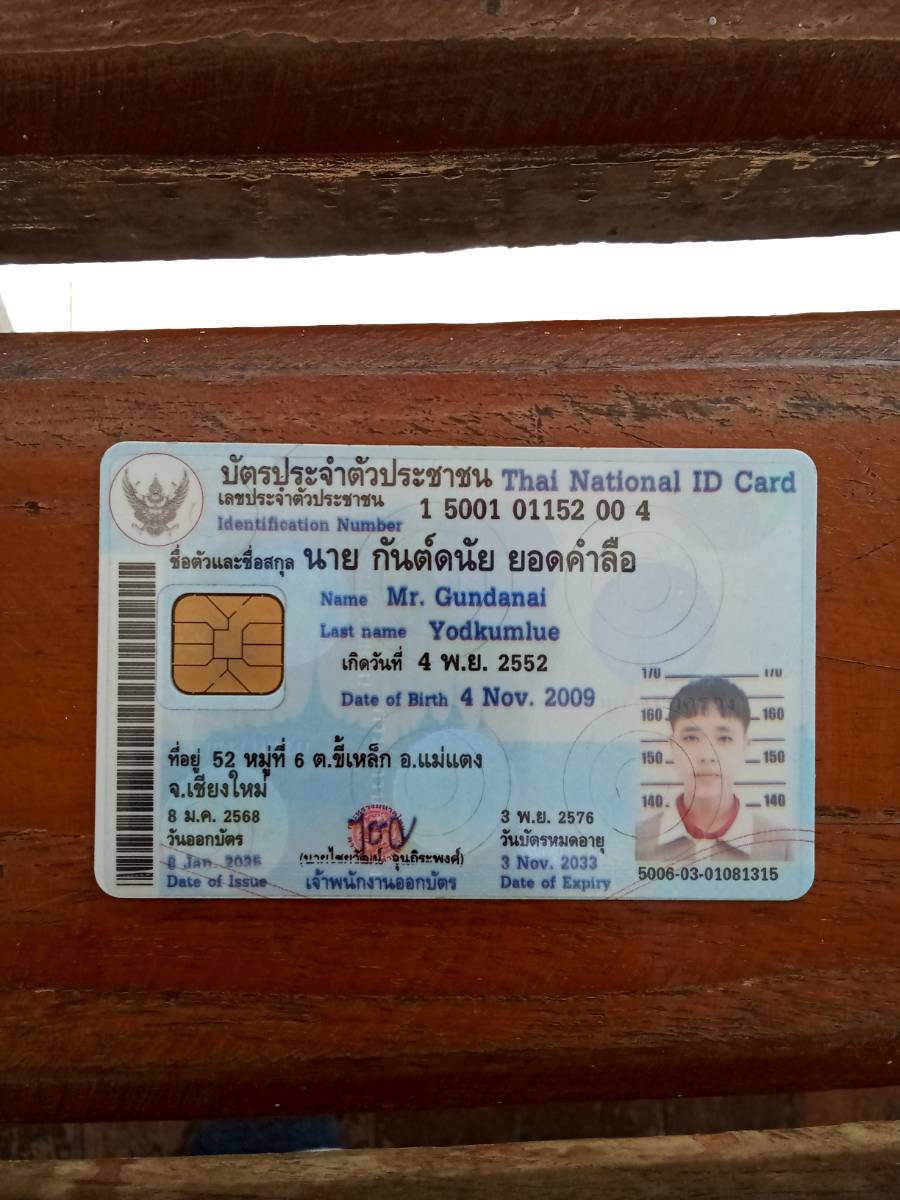 บัตรประจำตัวประชาชน Thai National ID Card
เลขประจำตัวประชาชน
Identification Number 1 5001 01152 00 4
ชื่อตัวและชื่อสกุล นาย กันต์ดนัย ยอดคำลือ
Name Mr. Gundanai
Last name Yodkumlue
เกิดวันที่ 4 พ.ย. 2552
Date of Birth 4 Nov. 2009
ที่อยู่ 52 หมู่ที่ 6 ต.ขี้เหล็ก อ.แม่แตง
จ.เชียงใหม่
8 ม.ค. 2568
วันออกบัตร
8 Jan. 2025
Date of Issue
เจ้าพนักงานออกบัตร
3 พ.ย. 2576
วันบัตรหมดอายุ
3 Nov. 2033
Date of Expiry
170 170
160 160
150 150
140 140
5006-03-01081315